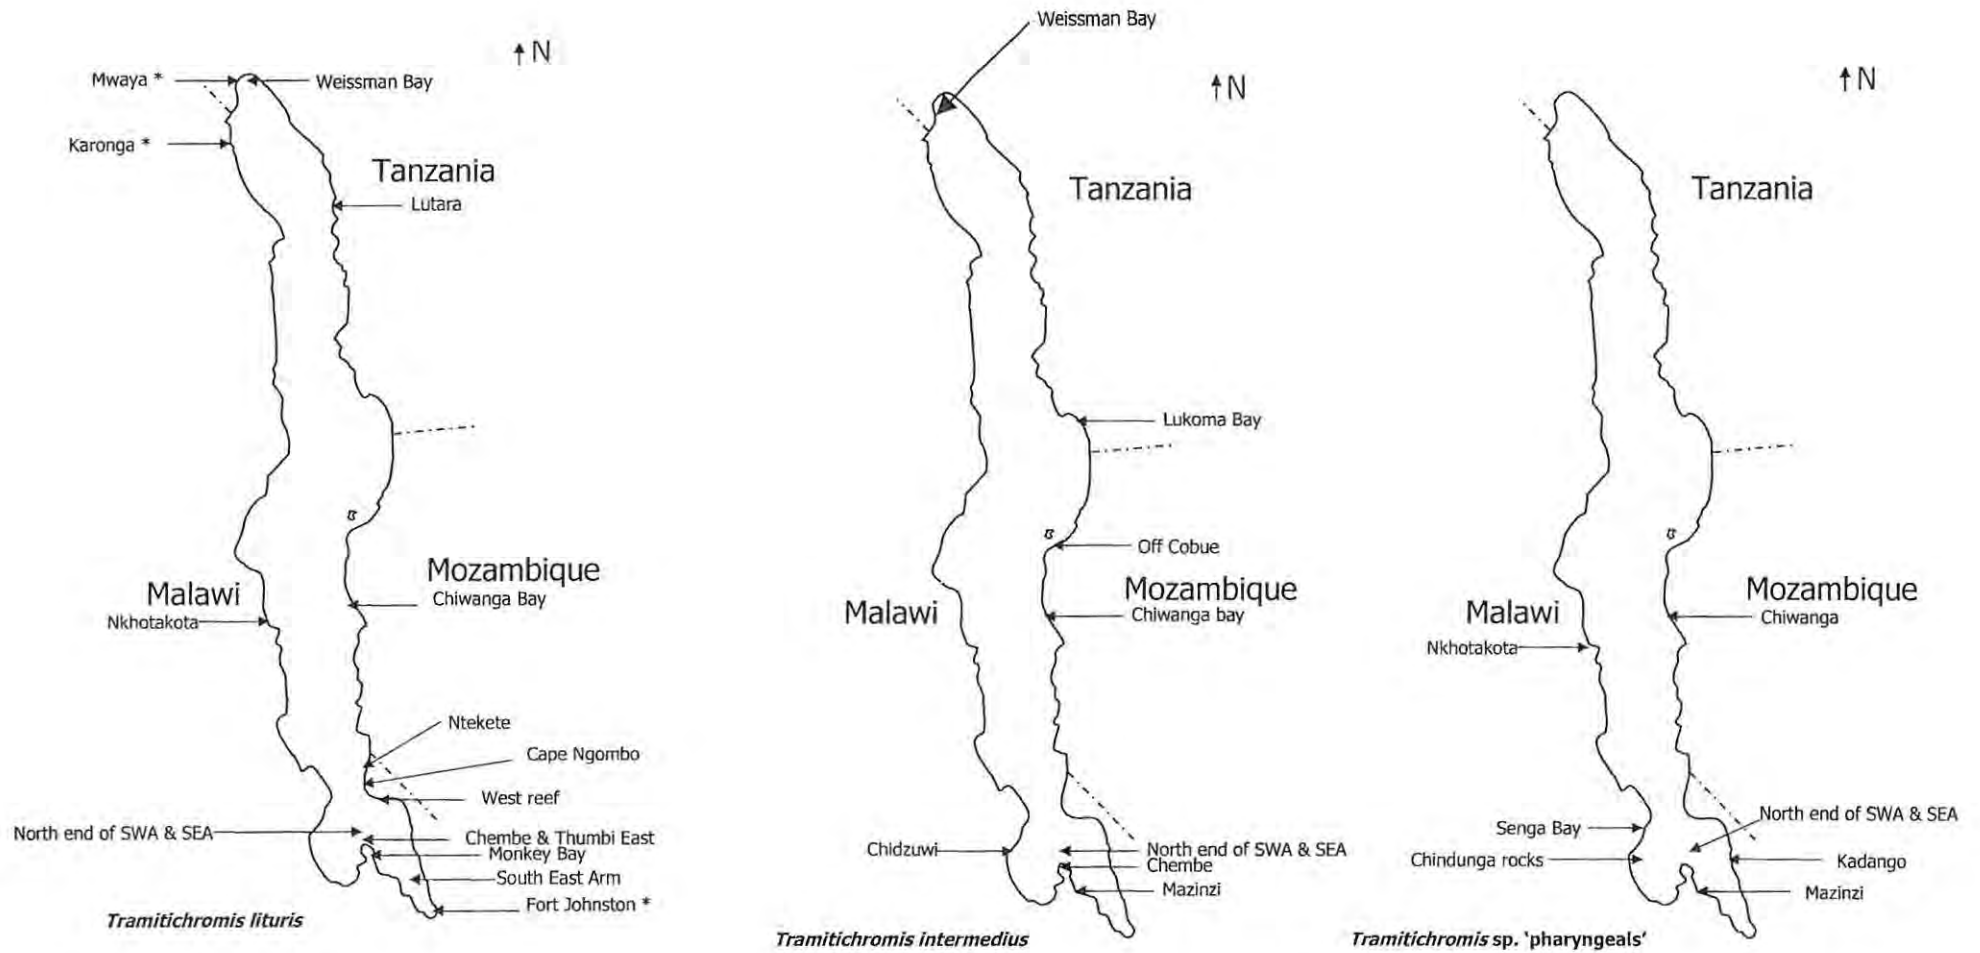 ↑N
Mwaya *
Weissman Bay
Karonga *
Tanzania
Lutara
Malawi
Mozambique
Chiwanga Bay
Nkhotakota
Ntekete
Cape Ngombo
West reef
North end of SWA & SEA
Chembe & Thumbi East
Monkey Bay
South East Arm
Fort Johnston *
Tramitichromis lituris
Weissman Bay
↑N
Tanzania
Lukoma Bay
Off Cobue
Mozambique
Malawi
Chiwanga bay
Chidzuwi
North end of SWA & SEA
Chembe
Mazinzi
Tramitichromis intermedius
↑N
Tanzania
Mozambique
Malawi
Chiwanga
Nkhotakota
North end of SWA & SEA
Senga Bay
Chindunga rocks
Kadango
Mazinzi
Tramitichromis sp. 'pharyngeals'